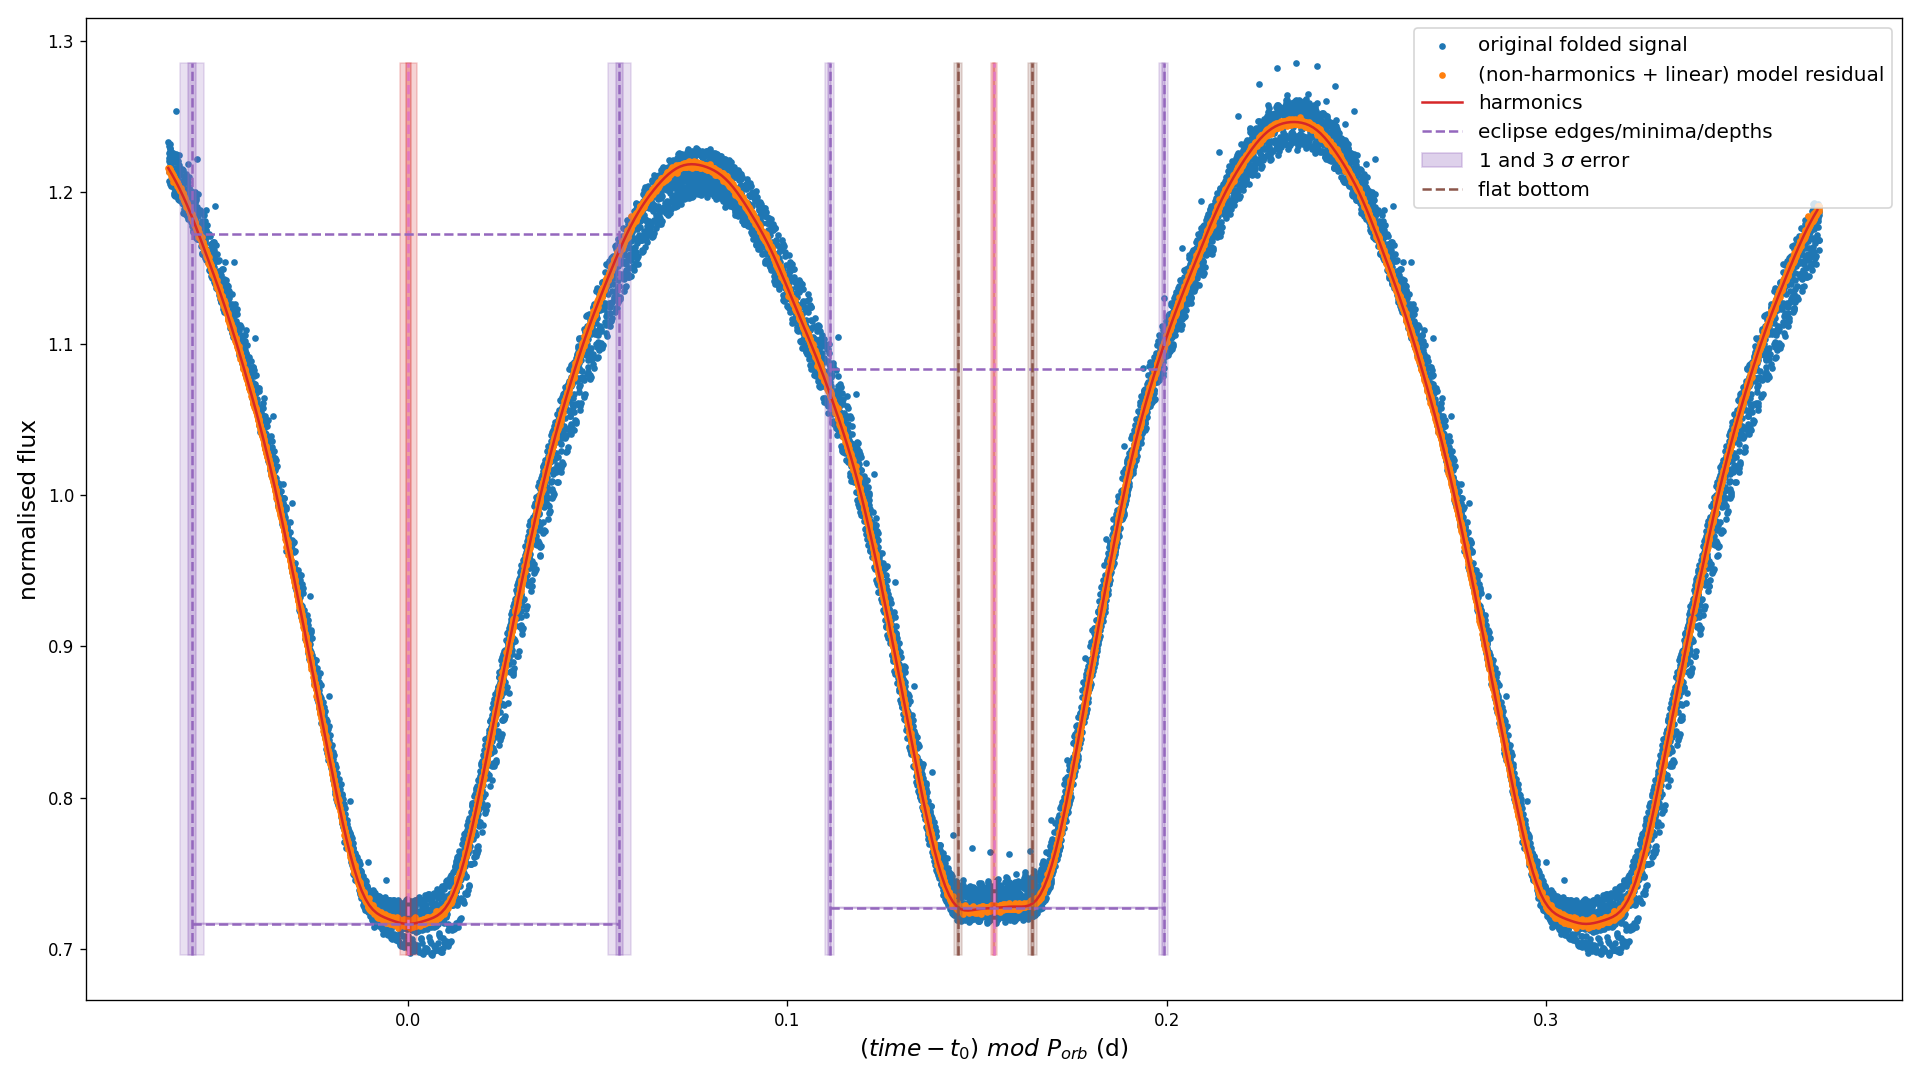 original folded signal
(non-harmonics + linear) model residual
harmonics
eclipse edges/minima/depths
1 and 3 σ error
flat bottom
normalised flux
1.3
1.2
1.1
1.0
0.9
0.8
0.7
0.0 0.1 0.2 0.3
(time − t₀) mod P_orb (d)